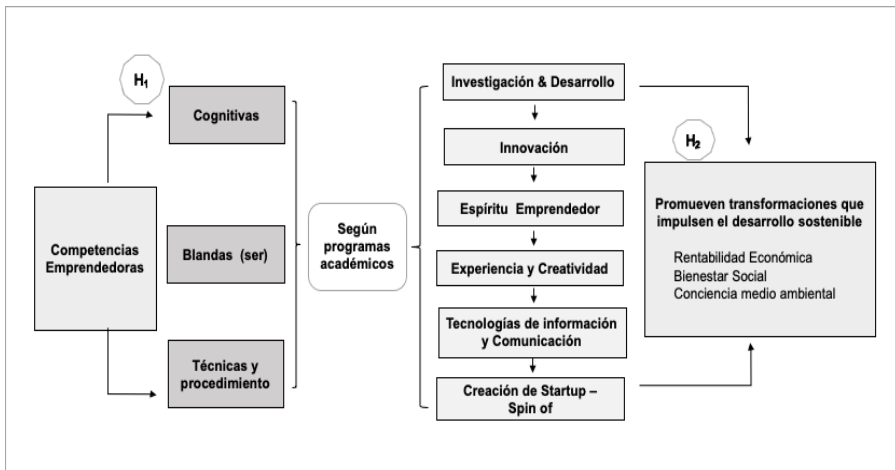 H₁
Cognitivas
Competencias
Emprendedoras
Blandas (ser)
Técnicas y
procedimiento
Según
programas
académicos
Investigación & Desarrollo
Innovación
Espíritu Emprendedor
Experiencia y Creatividad
Tecnologías de información
y Comunicación
Creación de Startup –
Spin of
H₂
Promueven transformaciones que
impulsen el desarrollo sostenible
Rentabilidad Económica
Bienestar Social
Conciencia medio ambiental